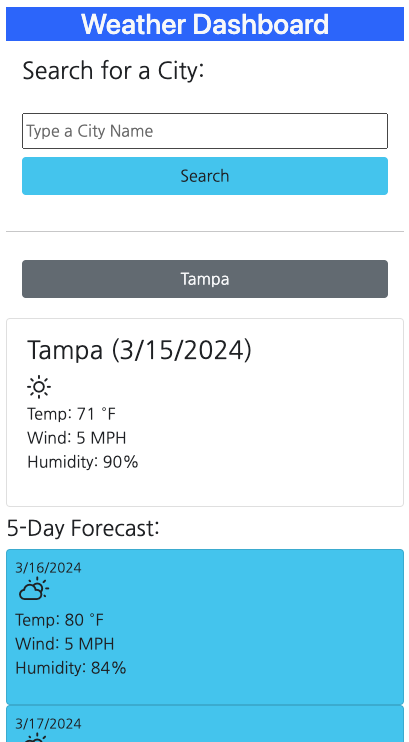 Weather Dashboard
Search for a City:
Type a City Name
Search
Tampa
Tampa (3/15/2024)
Temp: 71 °F
Wind: 5 MPH
Humidity: 90%
5-Day Forecast:
3/16/2024
Temp: 80 °F
Wind: 5 MPH
Humidity: 84%
3/17/2024